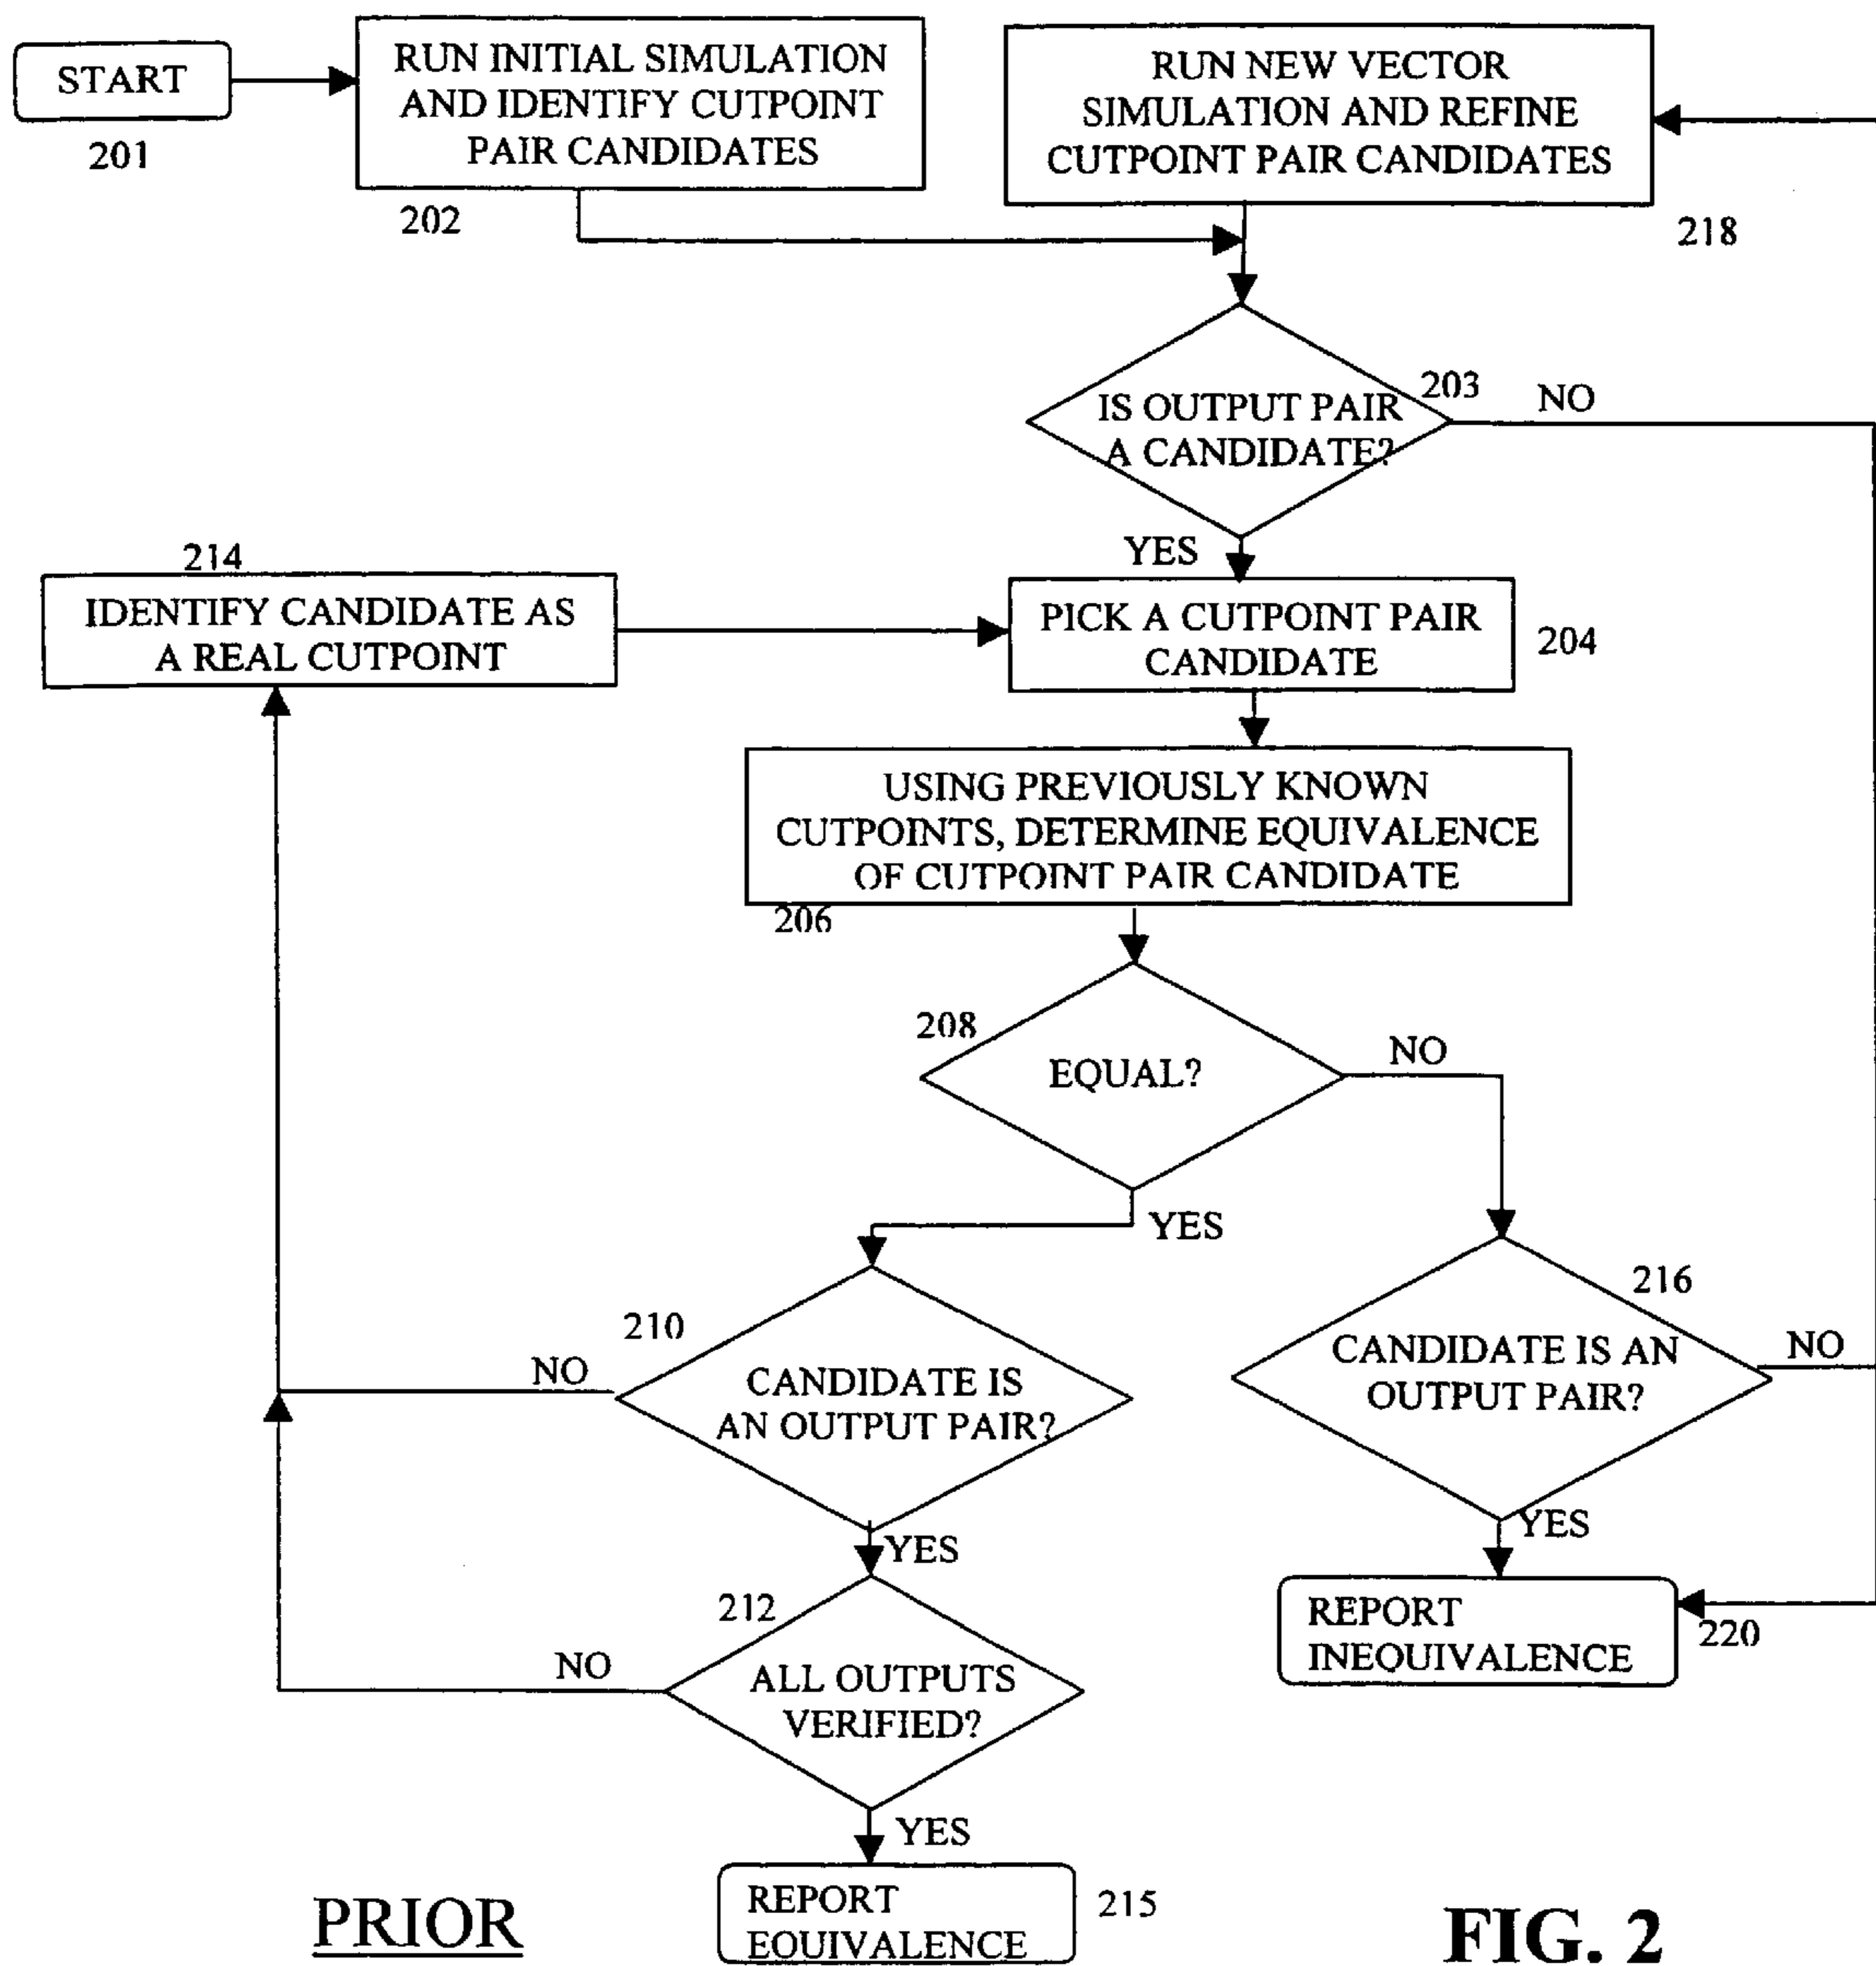 START
201
RUN INITIAL SIMULATION
AND IDENTIFY CUTPOINT
PAIR CANDIDATES
202
RUN NEW VECTOR
SIMULATION AND REFINE
CUTPOINT PAIR CANDIDATES
218
203
IS OUTPUT PAIR
A CANDIDATE?
NO
YES
214
IDENTIFY CANDIDATE AS
A REAL CUTPOINT
PICK A CUTPOINT PAIR
CANDIDATE
204
USING PREVIOUSLY KNOWN
CUTPOINTS, DETERMINE EQUIVALENCE
OF CUTPOINT PAIR CANDIDATE
206
208
EQUAL?
NO
YES
210
CANDIDATE IS
AN OUTPUT PAIR?
NO
YES
216
CANDIDATE IS AN
OUTPUT PAIR?
NO
YES
212
ALL OUTPUTS
VERIFIED?
NO
YES
REPORT
INEQUIVALENCE
220
REPORT
EQUIVALENCE
215
PRIOR
FIG. 2